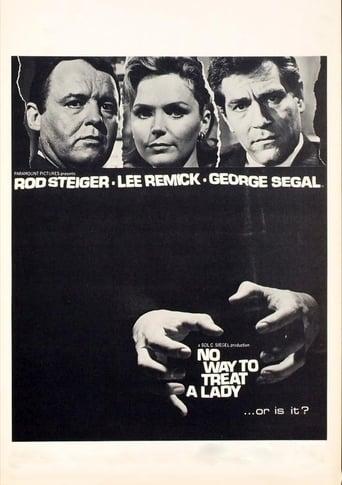 PARAMOUNT PICTURES presents
ROD STEIGER · LEE REMICK · GEORGE SEGAL
a SOL C. SIEGEL production
NO
WAY TO
TREAT
A LADY
...or is it?